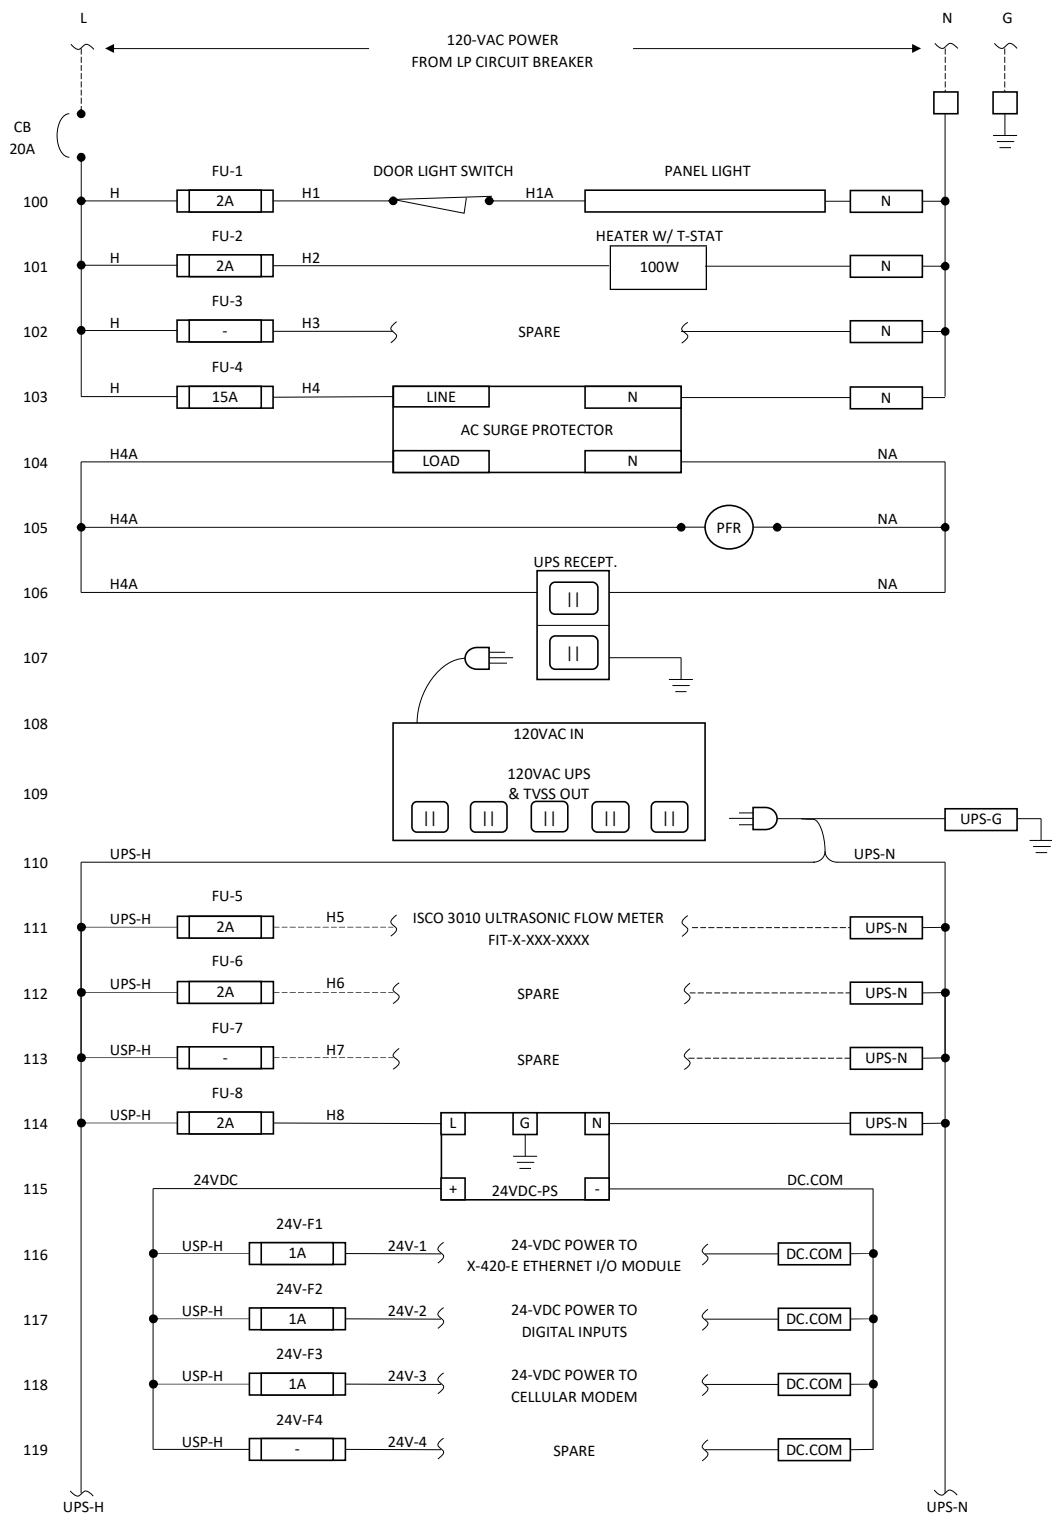 L
N
G
120-VAC POWER
FROM LP CIRCUIT BREAKER
CB
20A
FU-1
DOOR LIGHT SWITCH
PANEL LIGHT
100
H
2A
H1
H1A
N
FU-2
HEATER W/ T-STAT
101
H
2A
H2
100W
N
FU-3
102
H
-
H3
SPARE
N
FU-4
103
H
15A
H4
LINE
N
N
AC SURGE PROTECTOR
104
H4A
LOAD
N
NA
105
H4A
PFR
NA
UPS RECEPT.
106
H4A
NA
107
108
120VAC IN
120VAC UPS
& TVSS OUT
109
UPS-G
110
UPS-H
UPS-N
FU-5
111
UPS-H
2A
H5
ISCO 3010 ULTRASONIC FLOW METER
FIT-X-XXX-XXXX
UPS-N
FU-6
112
UPS-H
2A
H6
SPARE
UPS-N
FU-7
113
USP-H
-
H7
SPARE
UPS-N
FU-8
114
USP-H
2A
H8
L
G
N
UPS-N
115
24VDC
+
24VDC-PS
-
DC.COM
24V-F1
116
USP-H
1A
24V-1
24-VDC POWER TO
X-420-E ETHERNET I/O MODULE
DC.COM
24V-F2
117
USP-H
1A
24V-2
24-VDC POWER TO
DIGITAL INPUTS
DC.COM
24V-F3
118
USP-H
1A
24V-3
24-VDC POWER TO
CELLULAR MODEM
DC.COM
24V-F4
119
USP-H
-
24V-4
SPARE
DC.COM
UPS-H
UPS-N